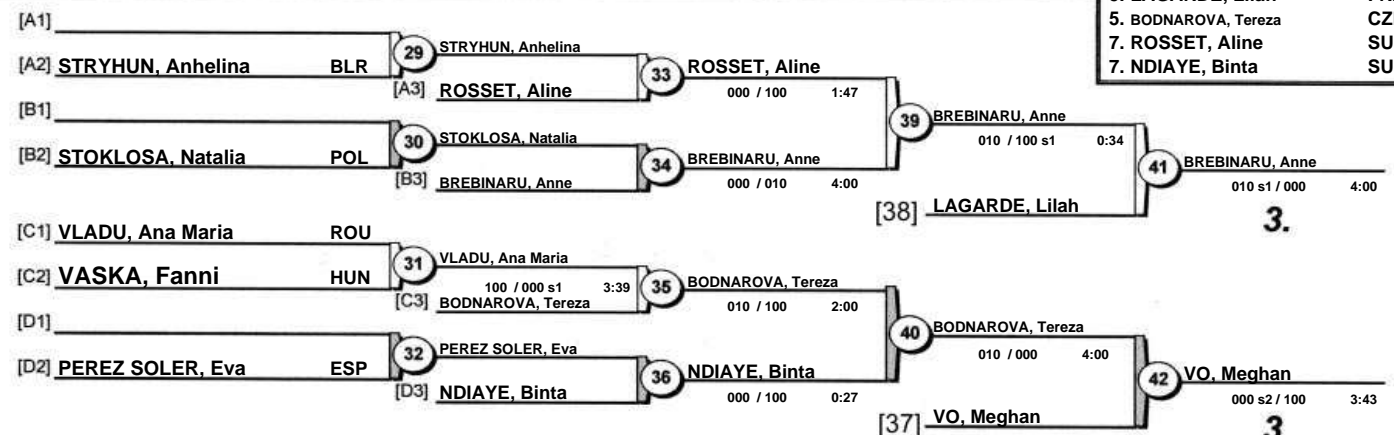 5. BODNAROVA, Tereza CZ
7. ROSSET, Aline SU
7. NDIAYE, Binta SU
[A1]
[A2] STRYHUN, Anhelina BLR
29 STRYHUN, Anhelina
[A3] ROSSET, Aline
33 ROSSET, Aline
000 / 100 1:47
[B1]
[B2] STOKLOSA, Natalia POL
30 STOKLOSA, Natalia
[B3] BREBINARU, Anne
34 BREBINARU, Anne
000 / 010 4:00
39 BREBINARU, Anne
010 / 100 s1 0:34
[38] LAGARDE, Lilah
41 BREBINARU, Anne
010 s1 / 000 4:00
3.
[C1] VLADU, Ana Maria ROU
[C2] VASKA, Fanni HUN
31 VLADU, Ana Maria
100 / 000 s1 3:39
[C3] BODNAROVA, Tereza
35 BODNAROVA, Tereza
010 / 100 2:00
[D1]
[D2] PEREZ SOLER, Eva ESP
32 PEREZ SOLER, Eva
[D3] NDIAYE, Binta
36 NDIAYE, Binta
000 / 100 0:27
40 BODNAROVA, Tereza
010 / 000 4:00
[37] VO, Meghan
42 VO, Meghan
000 s2 / 100 3:43
3